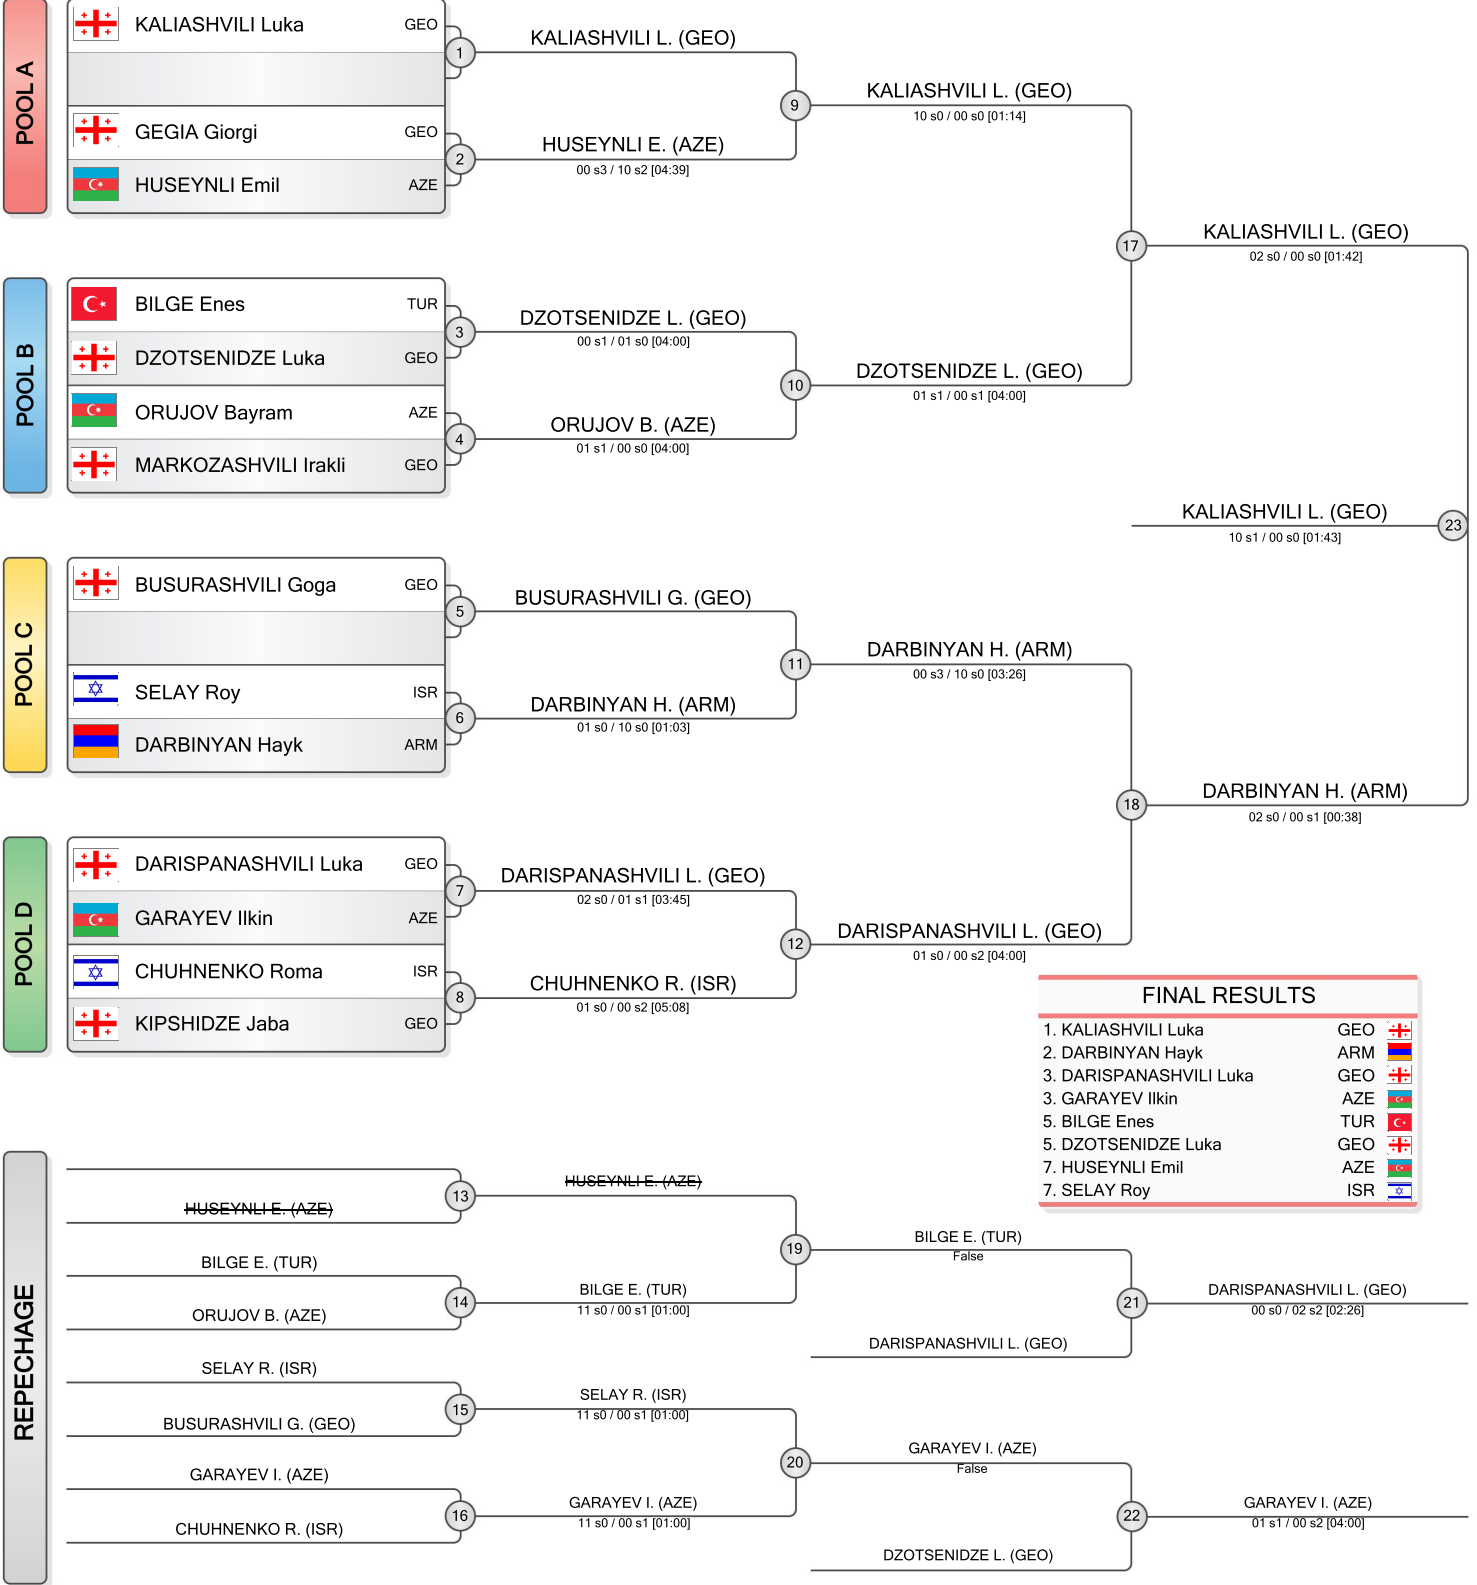 POOL A
KALIASHVILI Luka GEO
GEGIA Giorgi GEO
HUSEYNLI Emil AZE
1
KALIASHVILI L. (GEO)
2
HUSEYNLI E. (AZE)
00 s3 / 10 s2 [04:39]
9
KALIASHVILI L. (GEO)
10 s0 / 00 s0 [01:14]
17
KALIASHVILI L. (GEO)
02 s0 / 00 s0 [01:42]
POOL B
BILGE Enes TUR
DZOTSENIDZE Luka GEO
ORUJOV Bayram AZE
MARKOZASHVILI Irakli GEO
3
DZOTSENIDZE L. (GEO)
00 s1 / 01 s0 [04:00]
4
ORUJOV B. (AZE)
01 s1 / 00 s0 [04:00]
10
DZOTSENIDZE L. (GEO)
01 s1 / 00 s1 [04:00]
KALIASHVILI L. (GEO)
10 s1 / 00 s0 [01:43]
23
POOL C
BUSURASHVILI Goga GEO
SELAY Roy ISR
DARBINYAN Hayk ARM
5
BUSURASHVILI G. (GEO)
6
DARBINYAN H. (ARM)
01 s0 / 10 s0 [01:03]
11
DARBINYAN H. (ARM)
00 s3 / 10 s0 [03:26]
18
DARBINYAN H. (ARM)
02 s0 / 00 s1 [00:38]
POOL D
DARISPANASHVILI Luka GEO
GARAYEV Ilkin AZE
CHUHNENKO Roma ISR
KIPSHIDZE Jaba GEO
7
DARISPANASHVILI L. (GEO)
02 s0 / 01 s1 [03:45]
8
CHUHNENKO R. (ISR)
01 s0 / 00 s2 [05:08]
12
DARISPANASHVILI L. (GEO)
01 s0 / 00 s2 [04:00]
FINAL RESULTS
1. KALIASHVILI Luka GEO
2. DARBINYAN Hayk ARM
3. DARISPANASHVILI Luka GEO
3. GARAYEV Ilkin AZE
5. BILGE Enes TUR
5. DZOTSENIDZE Luka GEO
7. HUSEYNLI Emil AZE
7. SELAY Roy ISR
REPECHAGE
HUSEYNLI E. (AZE)
13
HUSEYNLI E. (AZE)
BILGE E. (TUR)
ORUJOV B. (AZE)
14
BILGE E. (TUR)
11 s0 / 00 s1 [01:00]
19
BILGE E. (TUR)
False
DARISPANASHVILI L. (GEO)
21
DARISPANASHVILI L. (GEO)
00 s0 / 02 s2 [02:26]
SELAY R. (ISR)
BUSURASHVILI G. (GEO)
15
SELAY R. (ISR)
11 s0 / 00 s1 [01:00]
GARAYEV I. (AZE)
CHUHNENKO R. (ISR)
16
GARAYEV I. (AZE)
11 s0 / 00 s1 [01:00]
20
GARAYEV I. (AZE)
False
DZOTSENIDZE L. (GEO)
22
GARAYEV I. (AZE)
01 s1 / 00 s2 [04:00]